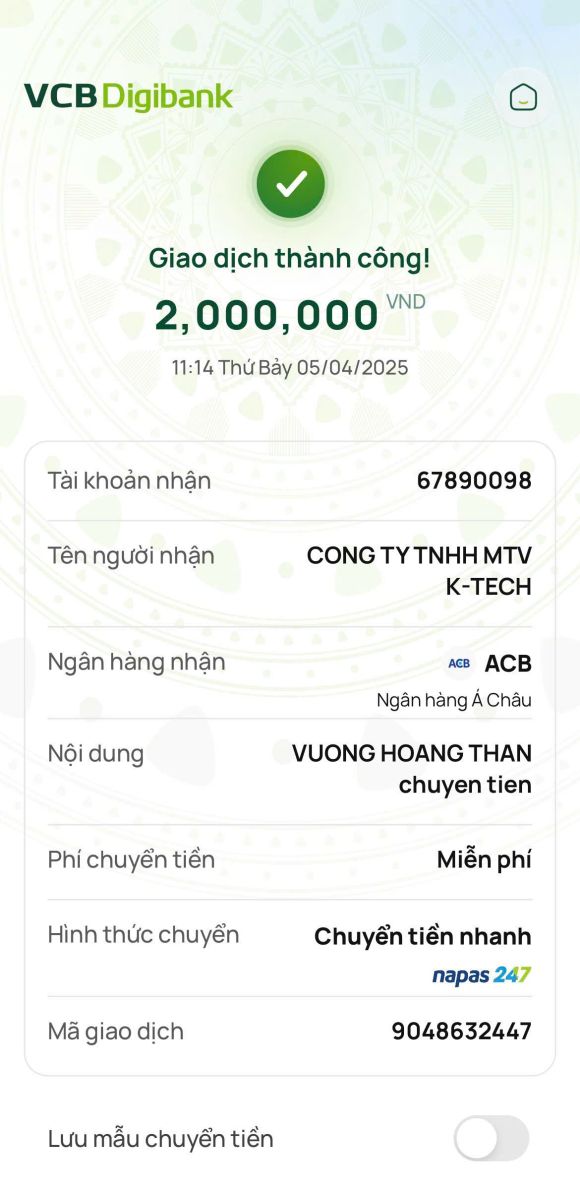 VCB Digibank
Giao dịch thành công!
2,000,000 VND
11:14 Thứ Bảy 05/04/2025
Tài khoản nhận 67890098
Tên người nhận CONG TY TNHH MTV
K-TECH
Ngân hàng nhận ACB ACB
Ngân hàng Á Châu
Nội dung VUONG HOANG THAN
chuyen tien
Phí chuyển tiền Miễn phí
Hình thức chuyển Chuyển tiền nhanh
napas 247
Mã giao dịch 9048632447
Lưu mẫu chuyển tiền